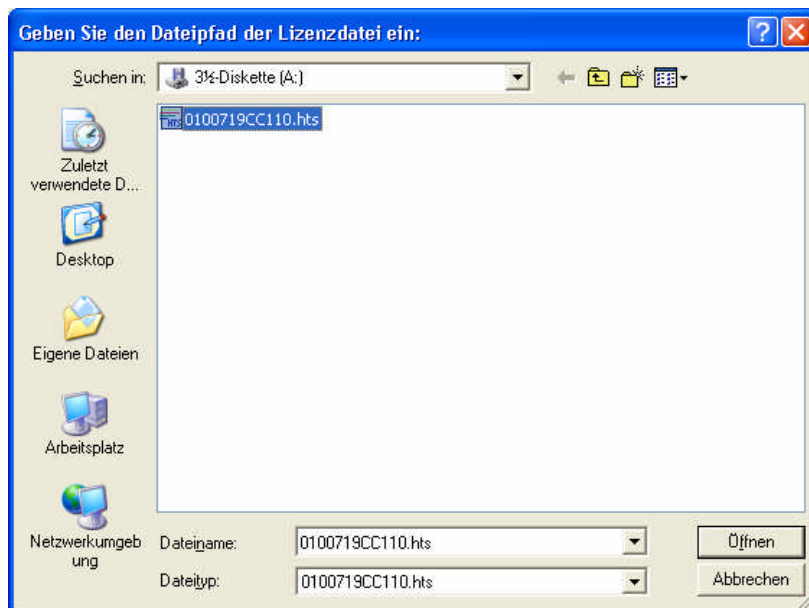 Geben Sie den Dateipfad der Lizenzdatei ein:
Suchen in: 3½-Diskette (A:)
0100719CC110.hts
Zuletzt
verwendete D...
Desktop
Eigene Dateien
Arbeitsplatz
Netzwerkumgeb
ung
Dateiname: 0100719CC110.hts Öffnen
Dateityp: 0100719CC110.hts Abbrechen